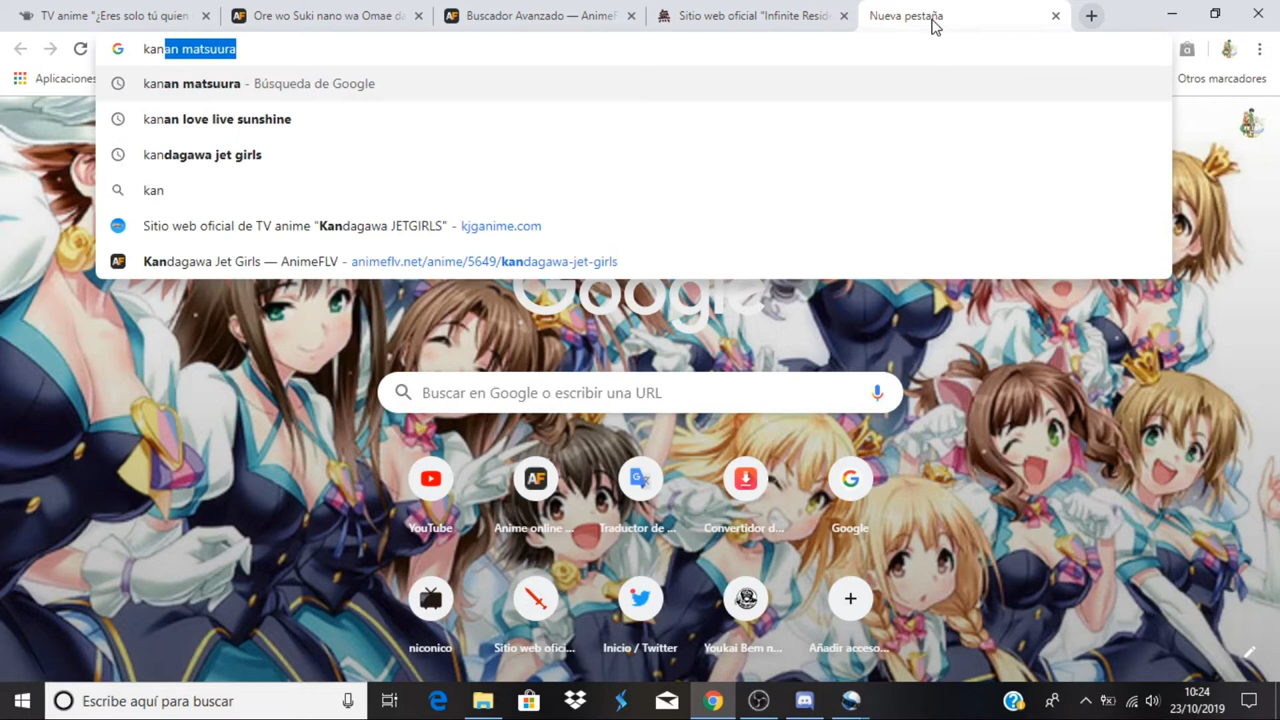 TV anime "¿Eres solo tú quien
Ore wo Suki nano wa Omae da
Buscador Avanzado — AnimeF
Sitio web oficial "Infinite Resid
Nueva pestaña
kanan matsuura
Aplicaciones
Otros marcadores
kanan matsuura - Búsqueda de Google
kanan love live sunshine
kandagawa jet girls
kan
Sitio web oficial de TV anime "Kandagawa JETGIRLS" - kjganime.com
Kandagawa Jet Girls — AnimeFLV - animeflv.net/anime/5649/kandagawa-jet-girls
Google
Buscar en Google o escribir una URL
YouTube
Anime online ...
Traductor de ...
Convertidor d...
Google
niconico
Sitio web ofici...
Inicio / Twitter
Youkai Bem n...
Añadir acceso...
Escribe aquí para buscar
10:24
23/10/2019